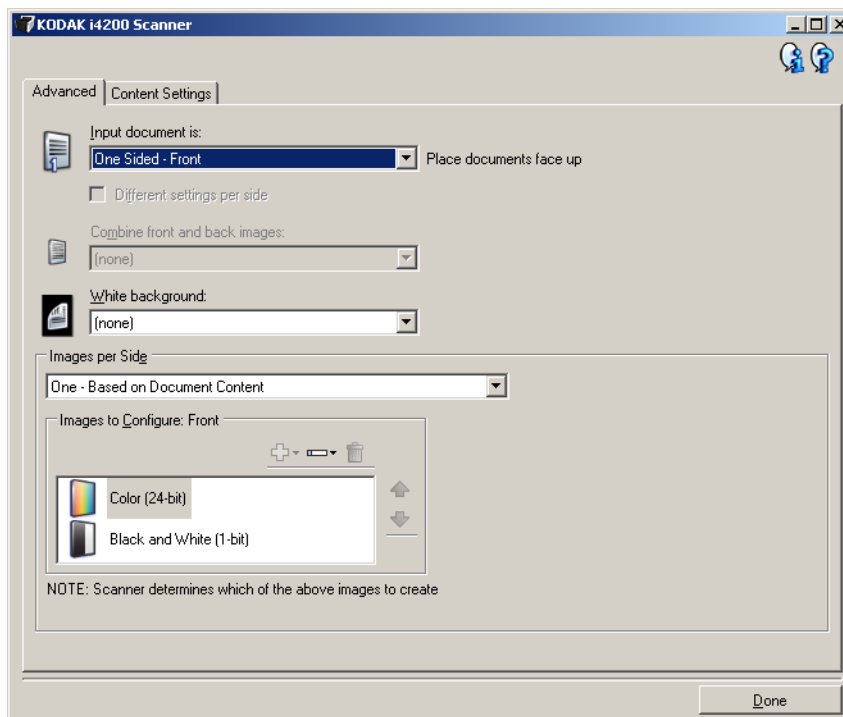 KODAK i4200 Scanner
Advanced
Content Settings
Input document is:
One Sided - Front
Place documents face up
Different settings per side
Combine front and back images:
(none)
White background:
(none)
Images per Side
One - Based on Document Content
Images to Configure: Front
Color (24-bit)
Black and White (1-bit)
NOTE: Scanner determines which of the above images to create
Done